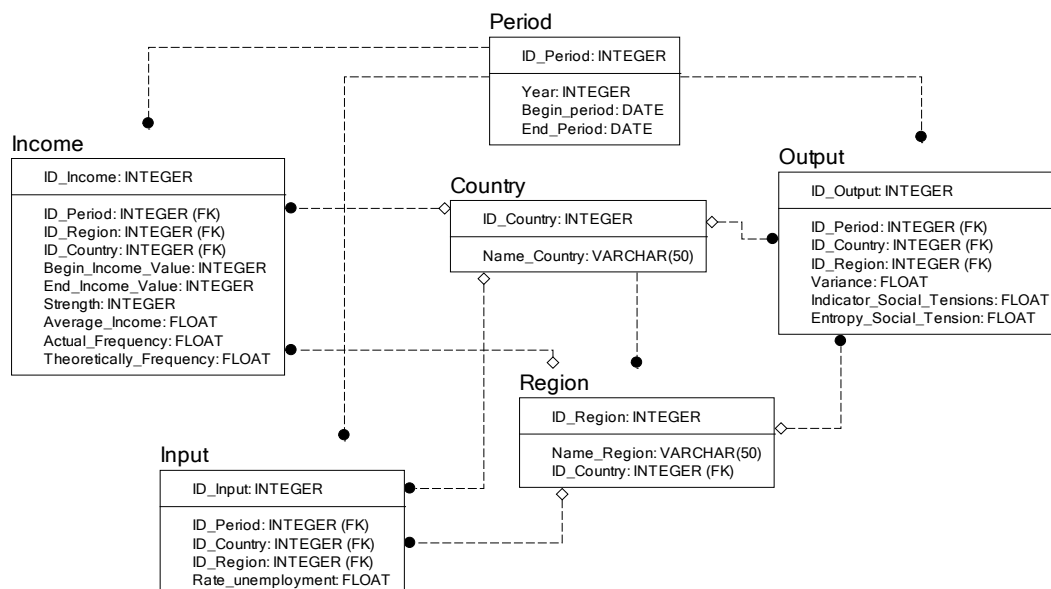 Period
ID_Period: INTEGER
Year: INTEGER
Begin_period: DATE
End_Period: DATE
Income
ID_Income: INTEGER
ID_Period: INTEGER (FK)
ID_Region: INTEGER (FK)
ID_Country: INTEGER (FK)
Begin_Income_Value: INTEGER
End_Income_Value: INTEGER
Strength: INTEGER
Average_Income: FLOAT
Actual_Frequency: FLOAT
Theoretically_Frequency: FLOAT
Country
ID_Country: INTEGER
Name_Country: VARCHAR(50)
Output
ID_Output: INTEGER
ID_Period: INTEGER (FK)
ID_Country: INTEGER (FK)
ID_Region: INTEGER (FK)
Variance: FLOAT
Indicator_Social_Tensions: FLOAT
Entropy_Social_Tension: FLOAT
Region
ID_Region: INTEGER
Name_Region: VARCHAR(50)
ID_Country: INTEGER (FK)
Input
ID_Input: INTEGER
ID_Period: INTEGER (FK)
ID_Country: INTEGER (FK)
ID_Region: INTEGER (FK)
Rate_unemployment: FLOAT